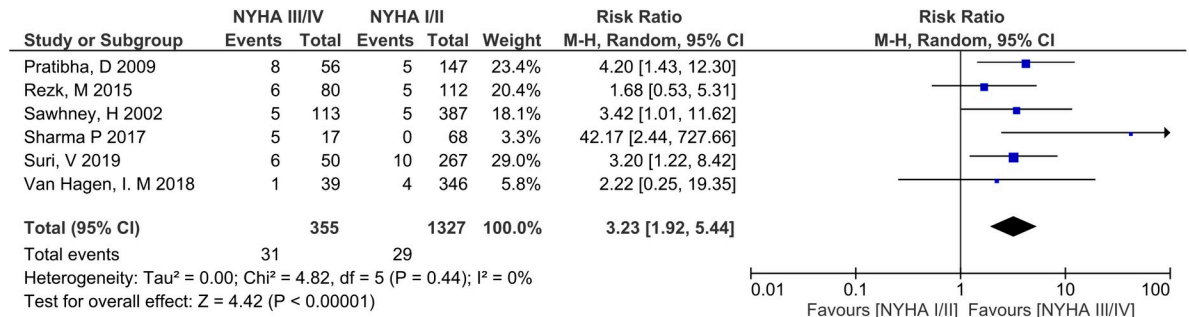 NYHA III/IV NYHA I/II Risk Ratio Risk Ratio
Study or Subgroup Events Total Events Total Weight M-H, Random, 95% CI M-H, Random, 95% CI
Pratibha, D 2009 8 56 5 147 23.4% 4.20 [1.43, 12.30]
Rezk, M 2015 6 80 5 112 20.4% 1.68 [0.53, 5.31]
Sawhney, H 2002 5 113 5 387 18.1% 3.42 [1.01, 11.62]
Sharma P 2017 5 17 0 68 3.3% 42.17 [2.44, 727.66]
Suri, V 2019 6 50 10 267 29.0% 3.20 [1.22, 8.42]
Van Hagen, I. M 2018 1 39 4 346 5.8% 2.22 [0.25, 19.35]
Total (95% CI) 355 1327 100.0% 3.23 [1.92, 5.44]
Total events 31 29
Heterogeneity: Tau² = 0.00; Chi² = 4.82, df = 5 (P = 0.44); I² = 0%
Test for overall effect: Z = 4.42 (P < 0.00001)
0.01 0.1 1 10 100
Favours [NYHA I/II] Favours [NYHA III/IV]